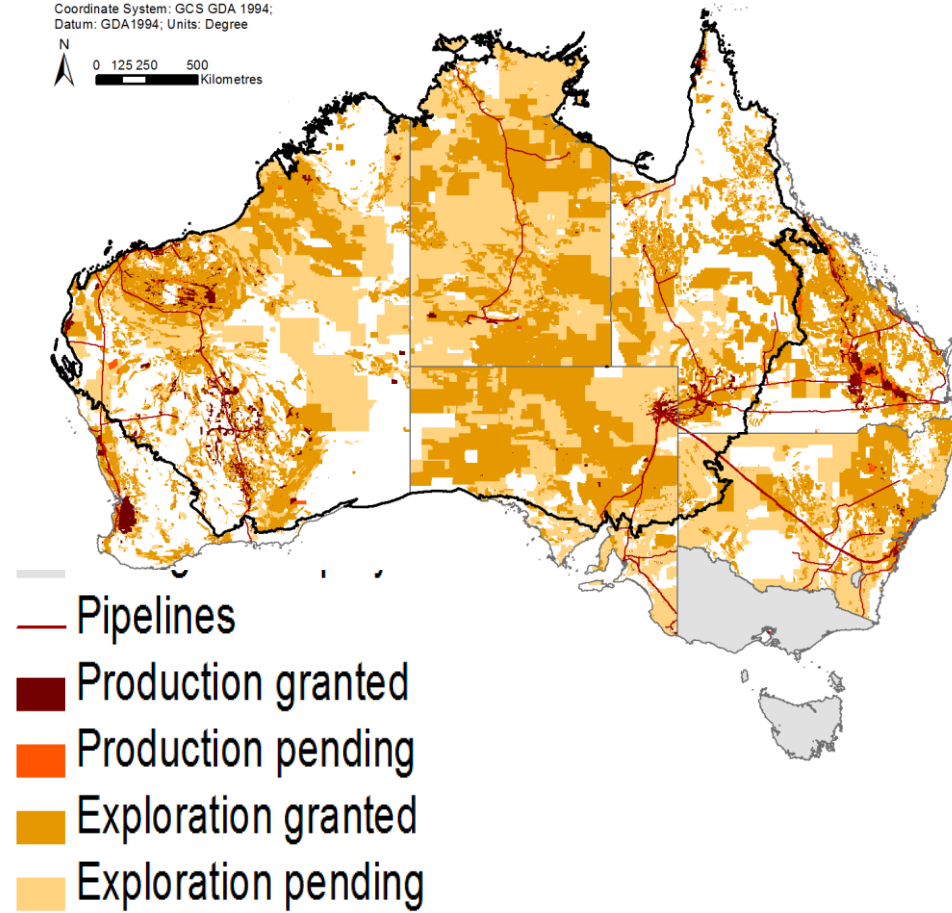 Coordinate System: GCS GDA 1994;
Datum: GDA1994; Units: Degree
N
0 125 250 500
Kilometres
Pipelines
Production granted
Production pending
Exploration granted
Exploration pending